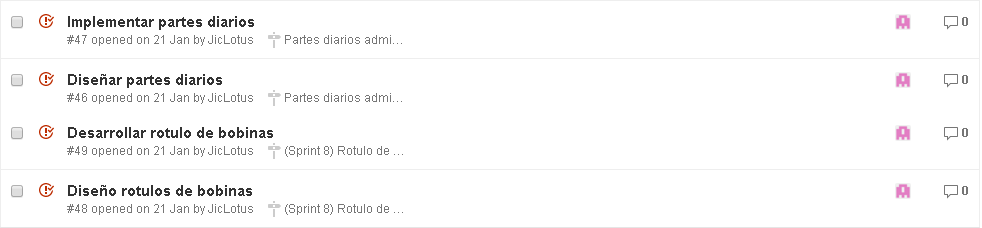 Implementar partes diarios 0
#47 opened on 21 Jan by JicLotus Partes diarios admi...
Diseñar partes diarios 0
#46 opened on 21 Jan by JicLotus Partes diarios admi...
Desarrollar rotulo de bobinas 0
#49 opened on 21 Jan by JicLotus (Sprint 8) Rotulo de ...
Diseño rotulos de bobinas 0
#48 opened on 21 Jan by JicLotus (Sprint 8) Rotulo de ...